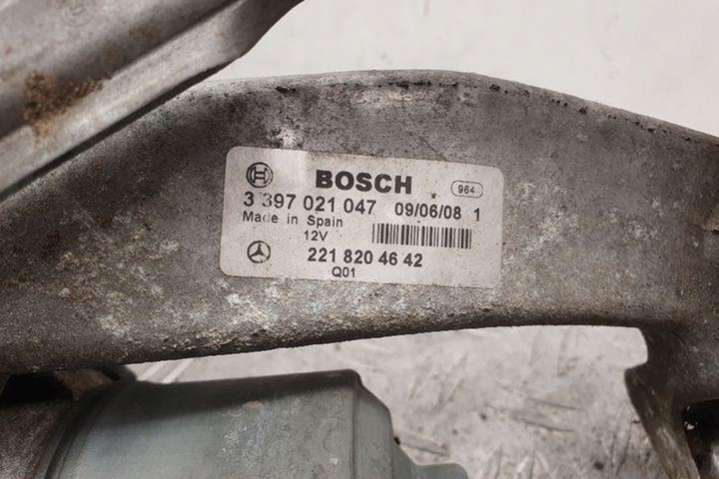 BOSCH 964
3 397 021 047 09/06/08 1
Made in Spain
12V
221 820 46 42
Q01